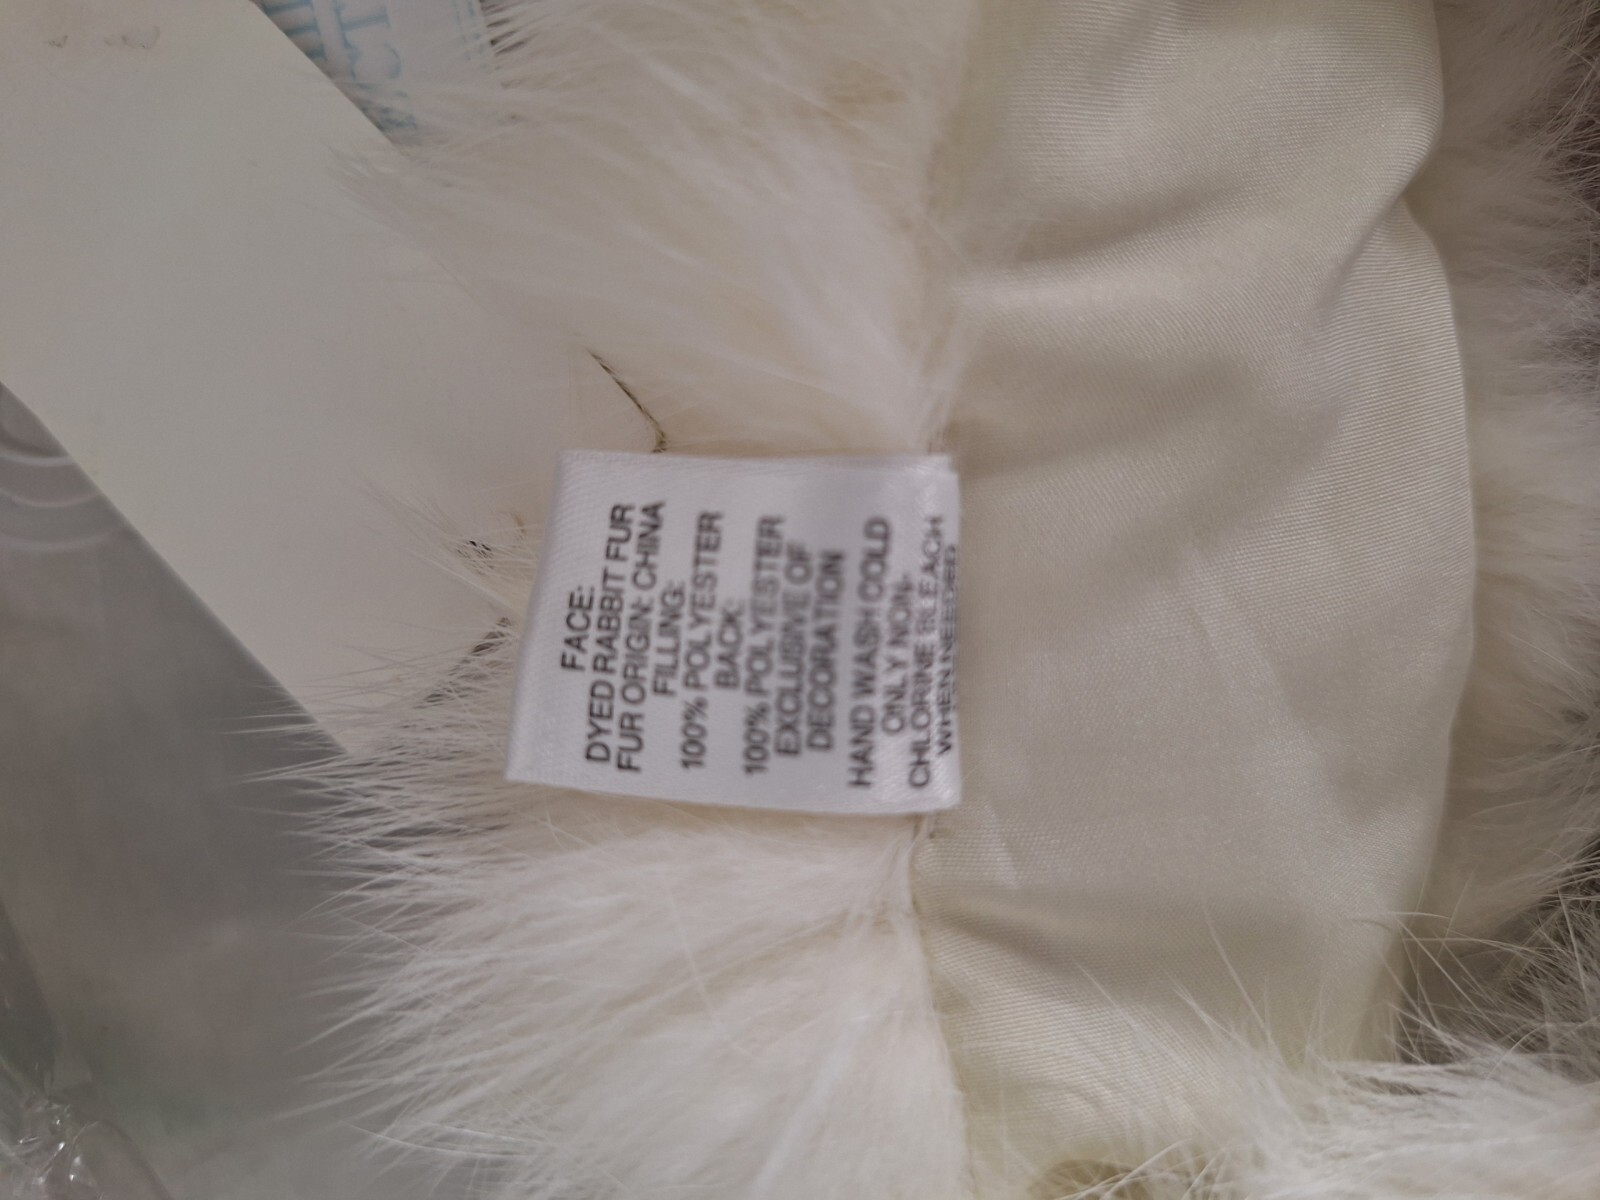 FACE:
DYED RABBIT FUR
FUR ORIGIN: CHINA
FILLING:
100% POLYESTER
BACK:
100% POLYESTER
EXCLUSIVE OF
DECORATION
HAND WASH COLD
ONLY NON-
CHLORINE BLEACH
WHEN NEEDED